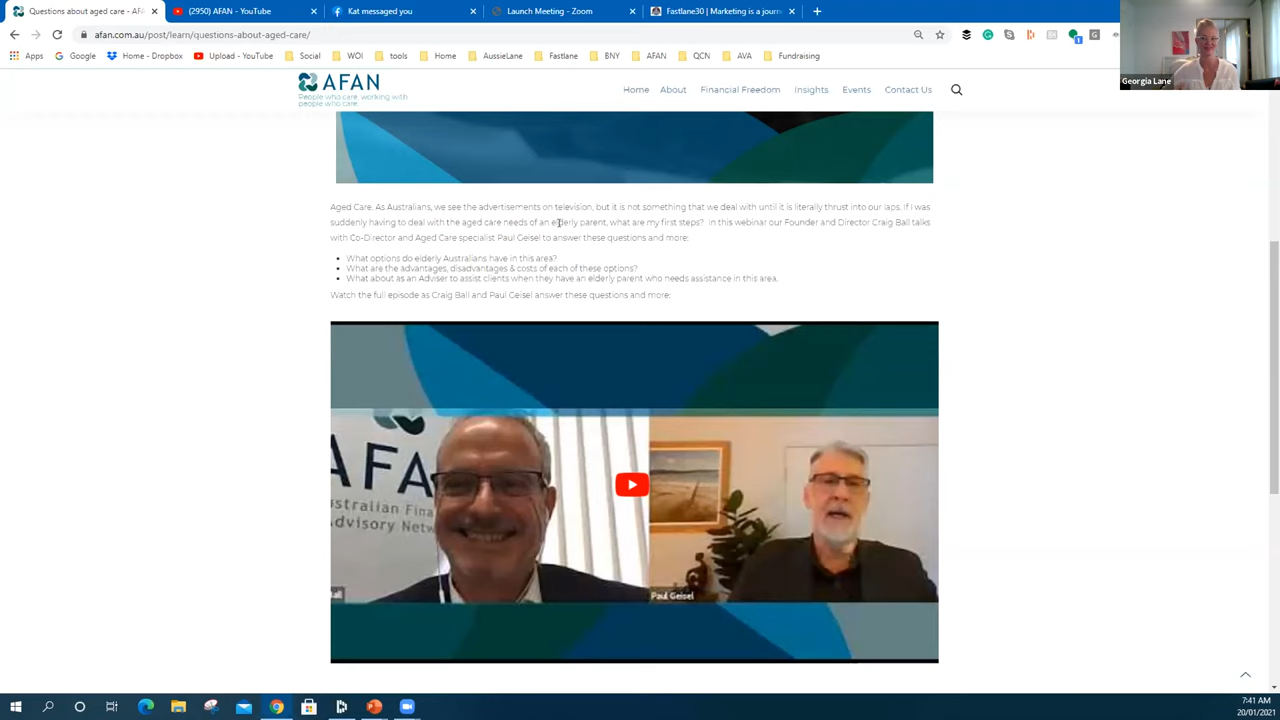 Questions about aged care - AFA
(2950) AFAN - YouTube
Kat messaged you
Launch Meeting - Zoom
Fastlane30 | Marketing is a journ
afan.com.au/post/learn/questions-about-aged-care/
Apps Google Home - Dropbox Upload - YouTube Social WOI tools Home AussieLane Fastlane BNY AFAN QCN AVA Fundraising
Georgia Lane
AFAN
People who care, working with
people who care.
Home About Financial Freedom Insights Events Contact Us
Aged Care. As Australians, we see the advertisements on television, but it is not something that we deal with until it is literally thrust into our laps. If I was
suddenly having to deal with the aged care needs of an elderly parent, what are my first steps? In this webinar our Founder and Director Craig Ball talks
with Co-Director and Aged Care specialist Paul Geisel to answer these questions and more:
• What options do elderly Australians have in this area?
• What are the advantages, disadvantages & costs of each of these options?
• What about as an Adviser to assist clients when they have an elderly parent who needs assistance in this area.
Watch the full episode as Craig Ball and Paul Geisel answer these questions and more:
AFA
stralian Fina
Advisory Netw
Ball
Paul Geisel
7:41 AM
20/01/2021